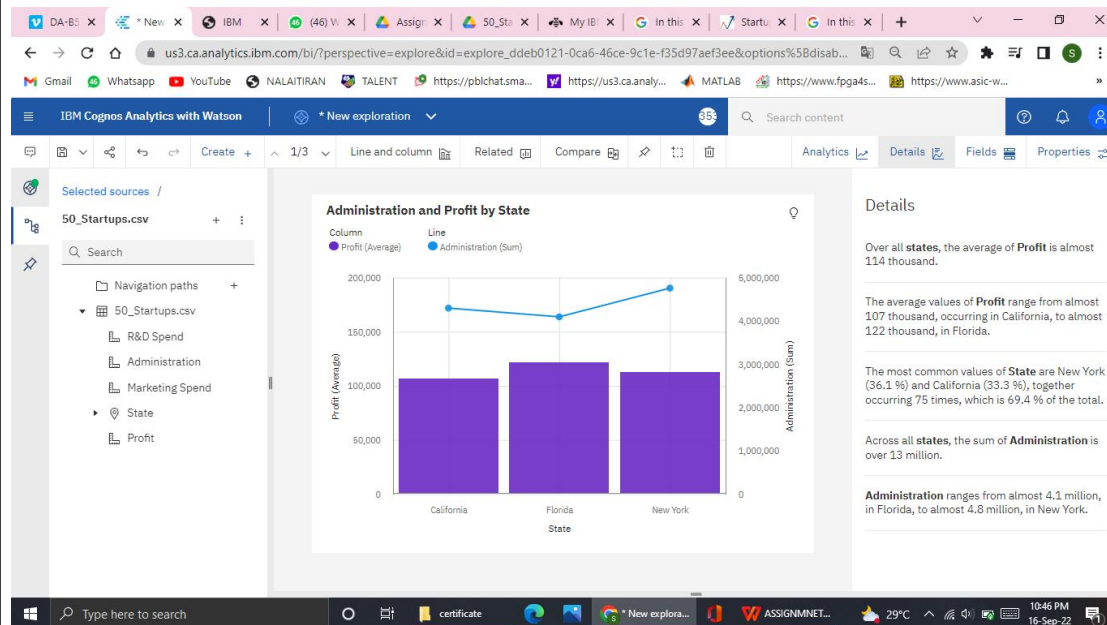 DA-BS
* New
IBM
(46) W
Assign
50_Sta
My IB
In this
Startu
In this
us3.ca.analytics.ibm.com/bi/?perspective=explore&id=explore_ddeb0121-0ca6-46ce-9c1e-f35d97aef3ee&options%5Bdisab...
S
Gmail
Whatsapp
YouTube
NALAITIRAN
TALENT
https://pblchat.sma...
https://us3.ca.analy...
MATLAB
https://www.fpga4s...
https://www.asic-w...
»
IBM Cognos Analytics with Watson
* New exploration
353
Search content
Create +
1/3
Line and column
Related
Compare
Analytics
Details
Fields
Properties
Selected sources /
50_Startups.csv
Search
Navigation paths
50_Startups.csv
R&D Spend
Administration
Marketing Spend
State
Profit
Administration and Profit by State
Column
Line
Profit (Average)
Administration (Sum)
200,000
150,000
100,000
50,000
0
Profit (Average)
5,000,000
4,000,000
3,000,000
2,000,000
1,000,000
0
Administration (Sum)
California
Florida
New York
State
Details
Over all states, the average of Profit is almost
114 thousand.
The average values of Profit range from almost
107 thousand, occurring in California, to almost
122 thousand, in Florida.
The most common values of State are New York
(36.1 %) and California (33.3 %), together
occurring 75 times, which is 69.4 % of the total.
Across all states, the sum of Administration is
over 13 million.
Administration ranges from almost 4.1 million,
in Florida, to almost 4.8 million, in New York.
Type here to search
certificate
* New explora...
ASSIGNMNET...
29°C
10:46 PM
16-Sep-22